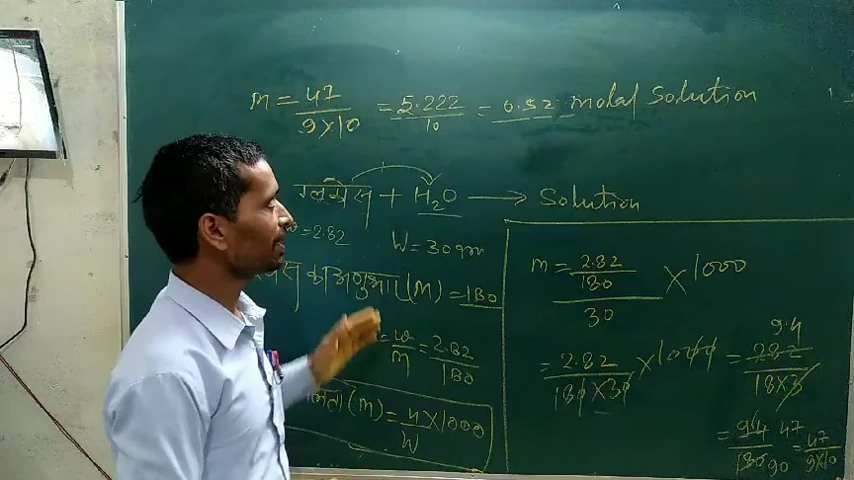 m = 47 / 9×10 = 5.222 / 10 = 0.52 molal Solution
ग्लूकोस + H2O → Solution
= 2.82 W = 30gm
का अणुभार (M) = 180
= w / m = 2.82 / 180
(m) = n×1000 / W
m = 2.82 / 180 / 30 × 1000
= 2.82 / 180×30 × 1000 = 282 / 18×3
9.4
= 94 / 180 47 / 90 = 47 / 9×10